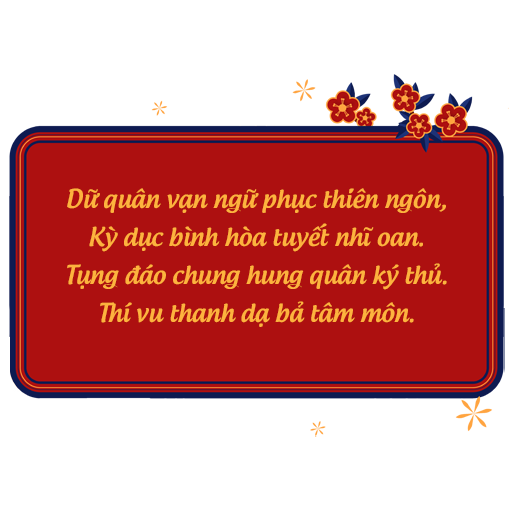 Dữ quân vạn ngữ phục thiên ngôn,
Kỳ dục bình hòa tuyết nhĩ oan.
Tụng đáo chung hung quân ký thủ.
Thí vu thanh dạ bả tâm môn.